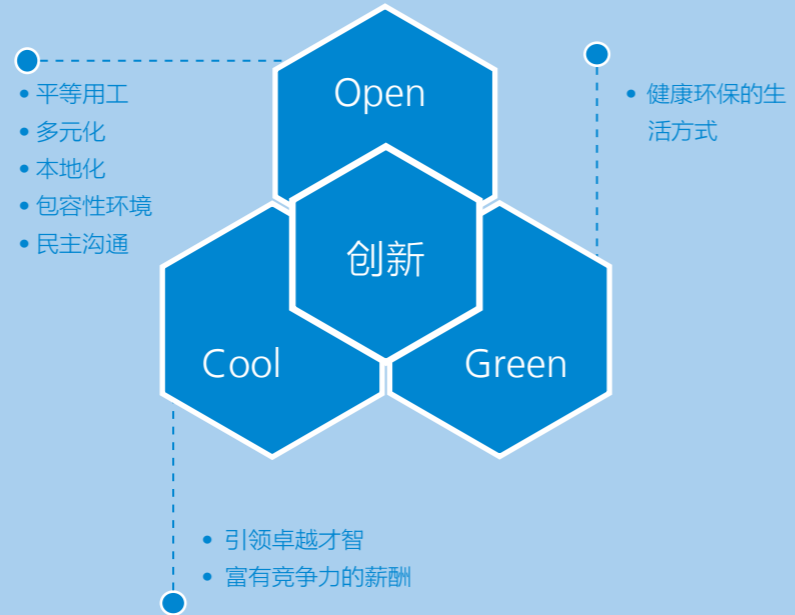 Open
• 平等用工
• 多元化
• 本地化
• 包容性环境
• 民主沟通
• 健康环保的生
活方式
创新
Cool
Green
• 引领卓越才智
• 富有竞争力的薪酬